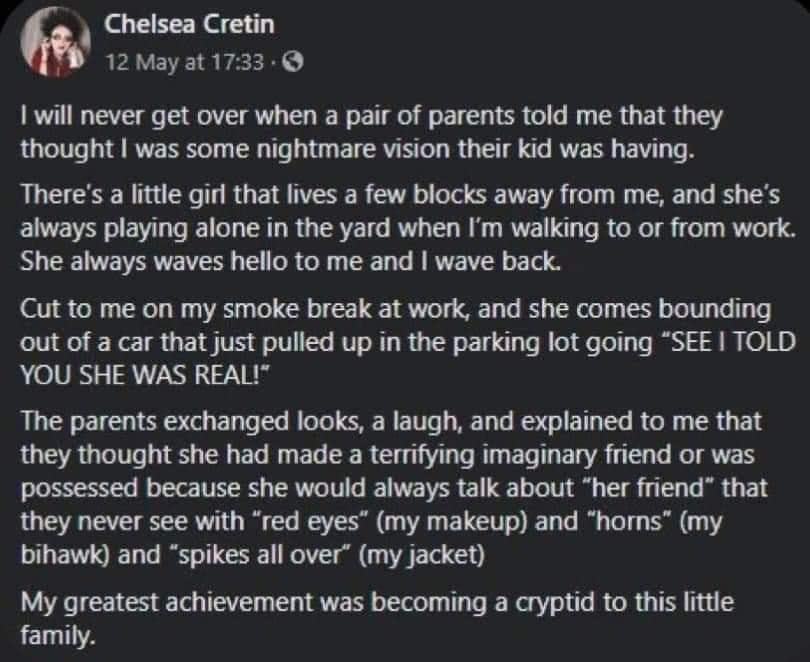 Chelsea Cretin
12 May at 17:33 ·
I will never get over when a pair of parents told me that they
thought I was some nightmare vision their kid was having.
There's a little girl that lives a few blocks away from me, and she's
always playing alone in the yard when I'm walking to or from work.
She always waves hello to me and I wave back.
Cut to me on my smoke break at work, and she comes bounding
out of a car that just pulled up in the parking lot going "SEE I TOLD
YOU SHE WAS REAL!"
The parents exchanged looks, a laugh, and explained to me that
they thought she had made a terrifying imaginary friend or was
possessed because she would always talk about "her friend" that
they never see with "red eyes" (my makeup) and "horns" (my
bihawk) and "spikes all over" (my jacket)
My greatest achievement was becoming a cryptid to this little
family.